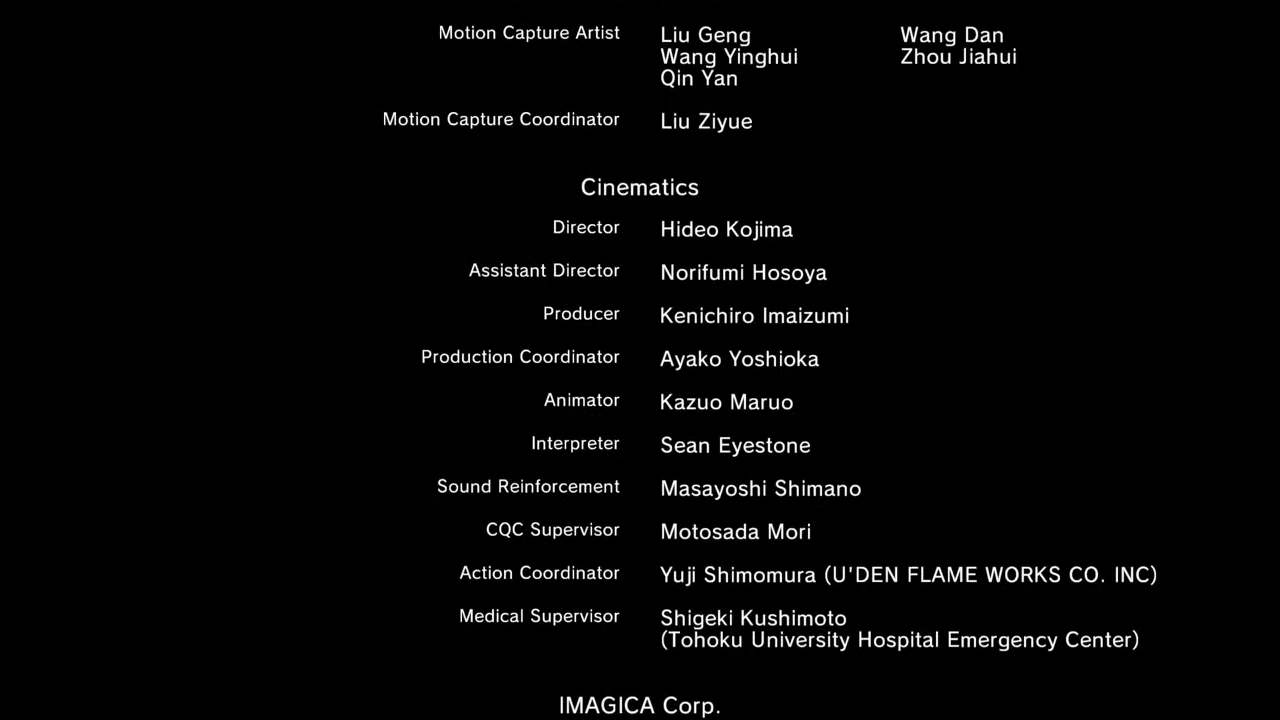 Motion Capture Artist Liu Geng Wang Dan
Wang Yinghui Zhou Jiahui
Qin Yan
Motion Capture Coordinator Liu Ziyue
Cinematics
Director Hideo Kojima
Assistant Director Norifumi Hosoya
Producer Kenichiro Imaizumi
Production Coordinator Ayako Yoshioka
Animator Kazuo Maruo
Interpreter Sean Eyestone
Sound Reinforcement Masayoshi Shimano
CQC Supervisor Motosada Mori
Action Coordinator Yuji Shimomura (U'DEN FLAME WORKS CO. INC)
Medical Supervisor Shigeki Kushimoto
(Tohoku University Hospital Emergency Center)
IMAGICA Corp.